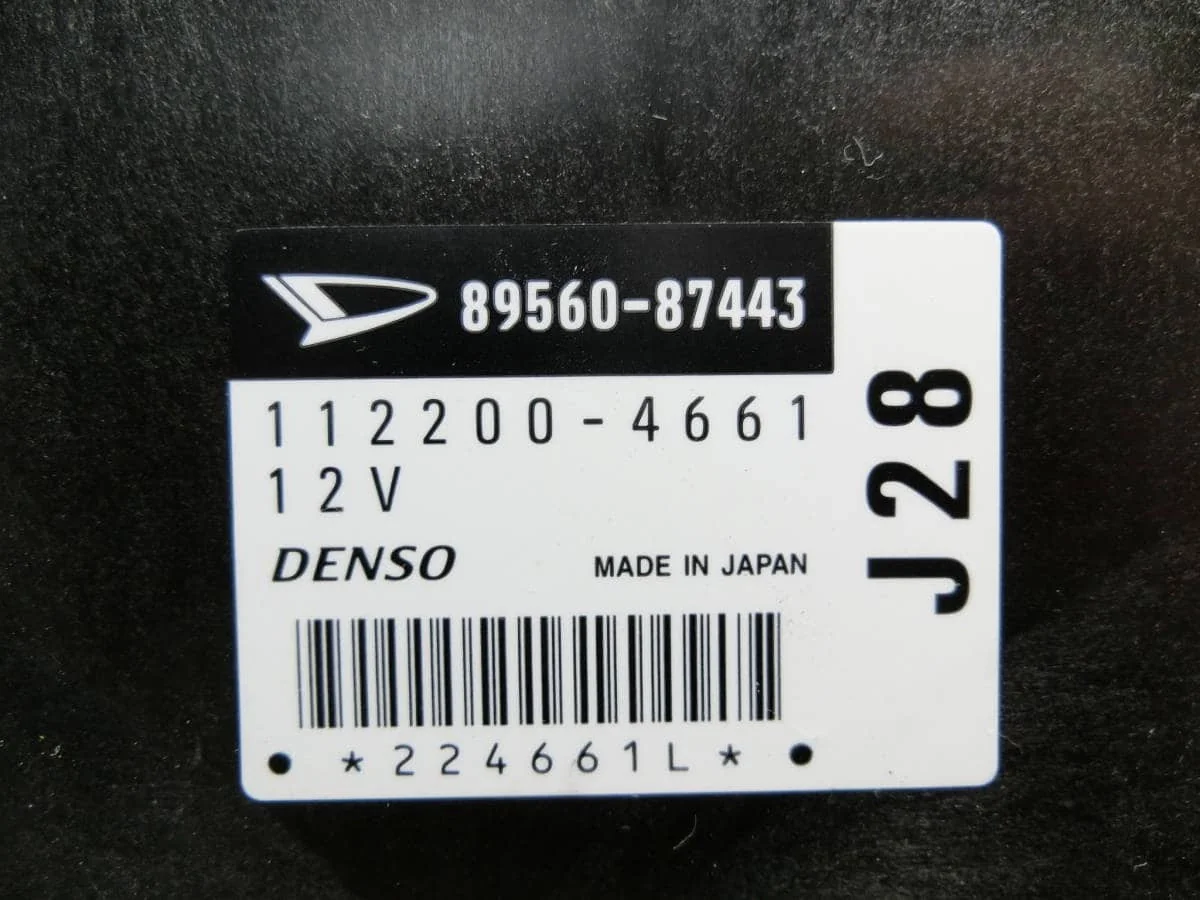 89560-87443
112200-4661
12V
DENSO MADE IN JAPAN
*224661L*
J28